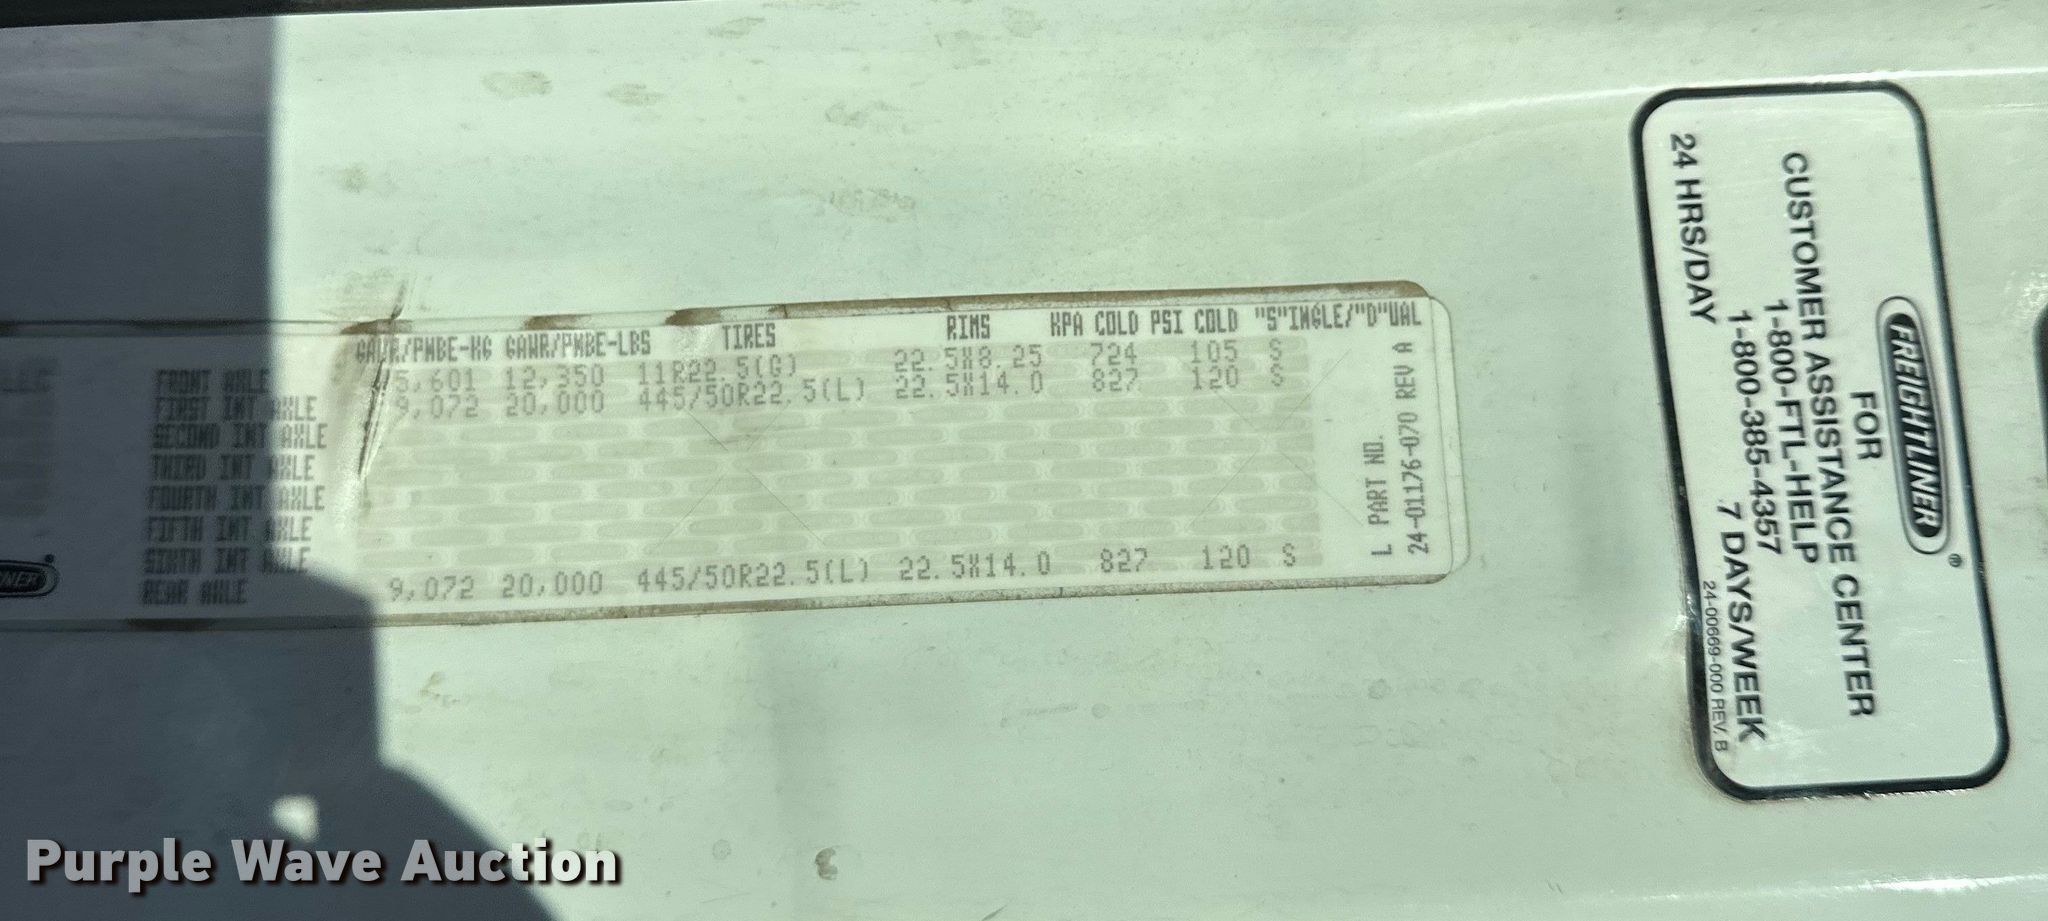 GAWR/PNBE-KG GAWR/PNBE-LBS TIRES RIMS KPA COLD PSI COLD "S"INGLE/"D"UAL
FRONT AXLE 5,601 12,350 11R22.5(G) 22.5X8.25 724 105 S
FIRST INT AXLE 9,072 20,000 445/50R22.5(L) 22.5X14.0 827 120 S
SECOND INT AXLE
THIRD INT AXLE
FOURTH INT AXLE
FIFTH INT AXLE
SIXTH INT AXLE
REAR AXLE 9,072 20,000 445/50R22.5(L) 22.5X14.0 827 120 S
L PART NO.
24-01176-070 REV A
FREIGHTLINER®
FOR
CUSTOMER ASSISTANCE CENTER
1-800-FTL-HELP
1-800-385-4357
24 HRS/DAY 7 DAYS/WEEK
24-00669-000 REV. B
Purple Wave Auction